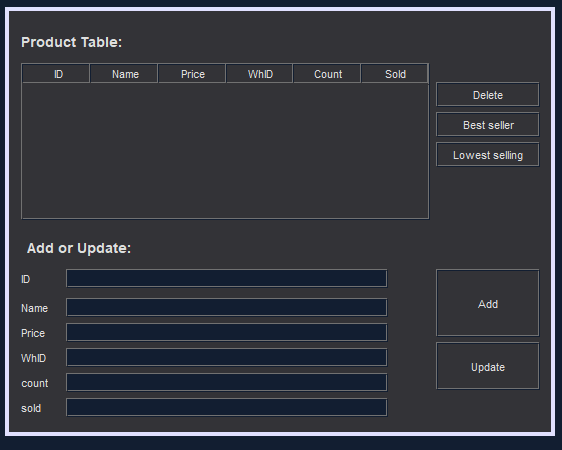 Product Table:
ID Name Price WhID Count Sold
Delete
Best seller
Lowest selling
Add or Update:
ID
Name
Price
WhID
count
sold
Add
Update